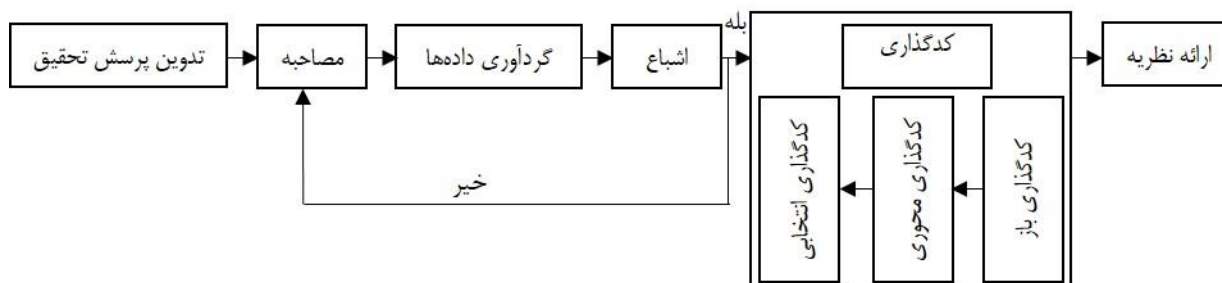 تدوین پرسش تحقیق
مصاحبه
گردآوری داده‌ها
اشباع
بله
خیر
کدگذاری
کدگذاری باز
کدگذاری محوری
کدگذاری انتخابی
ارائه نظریه